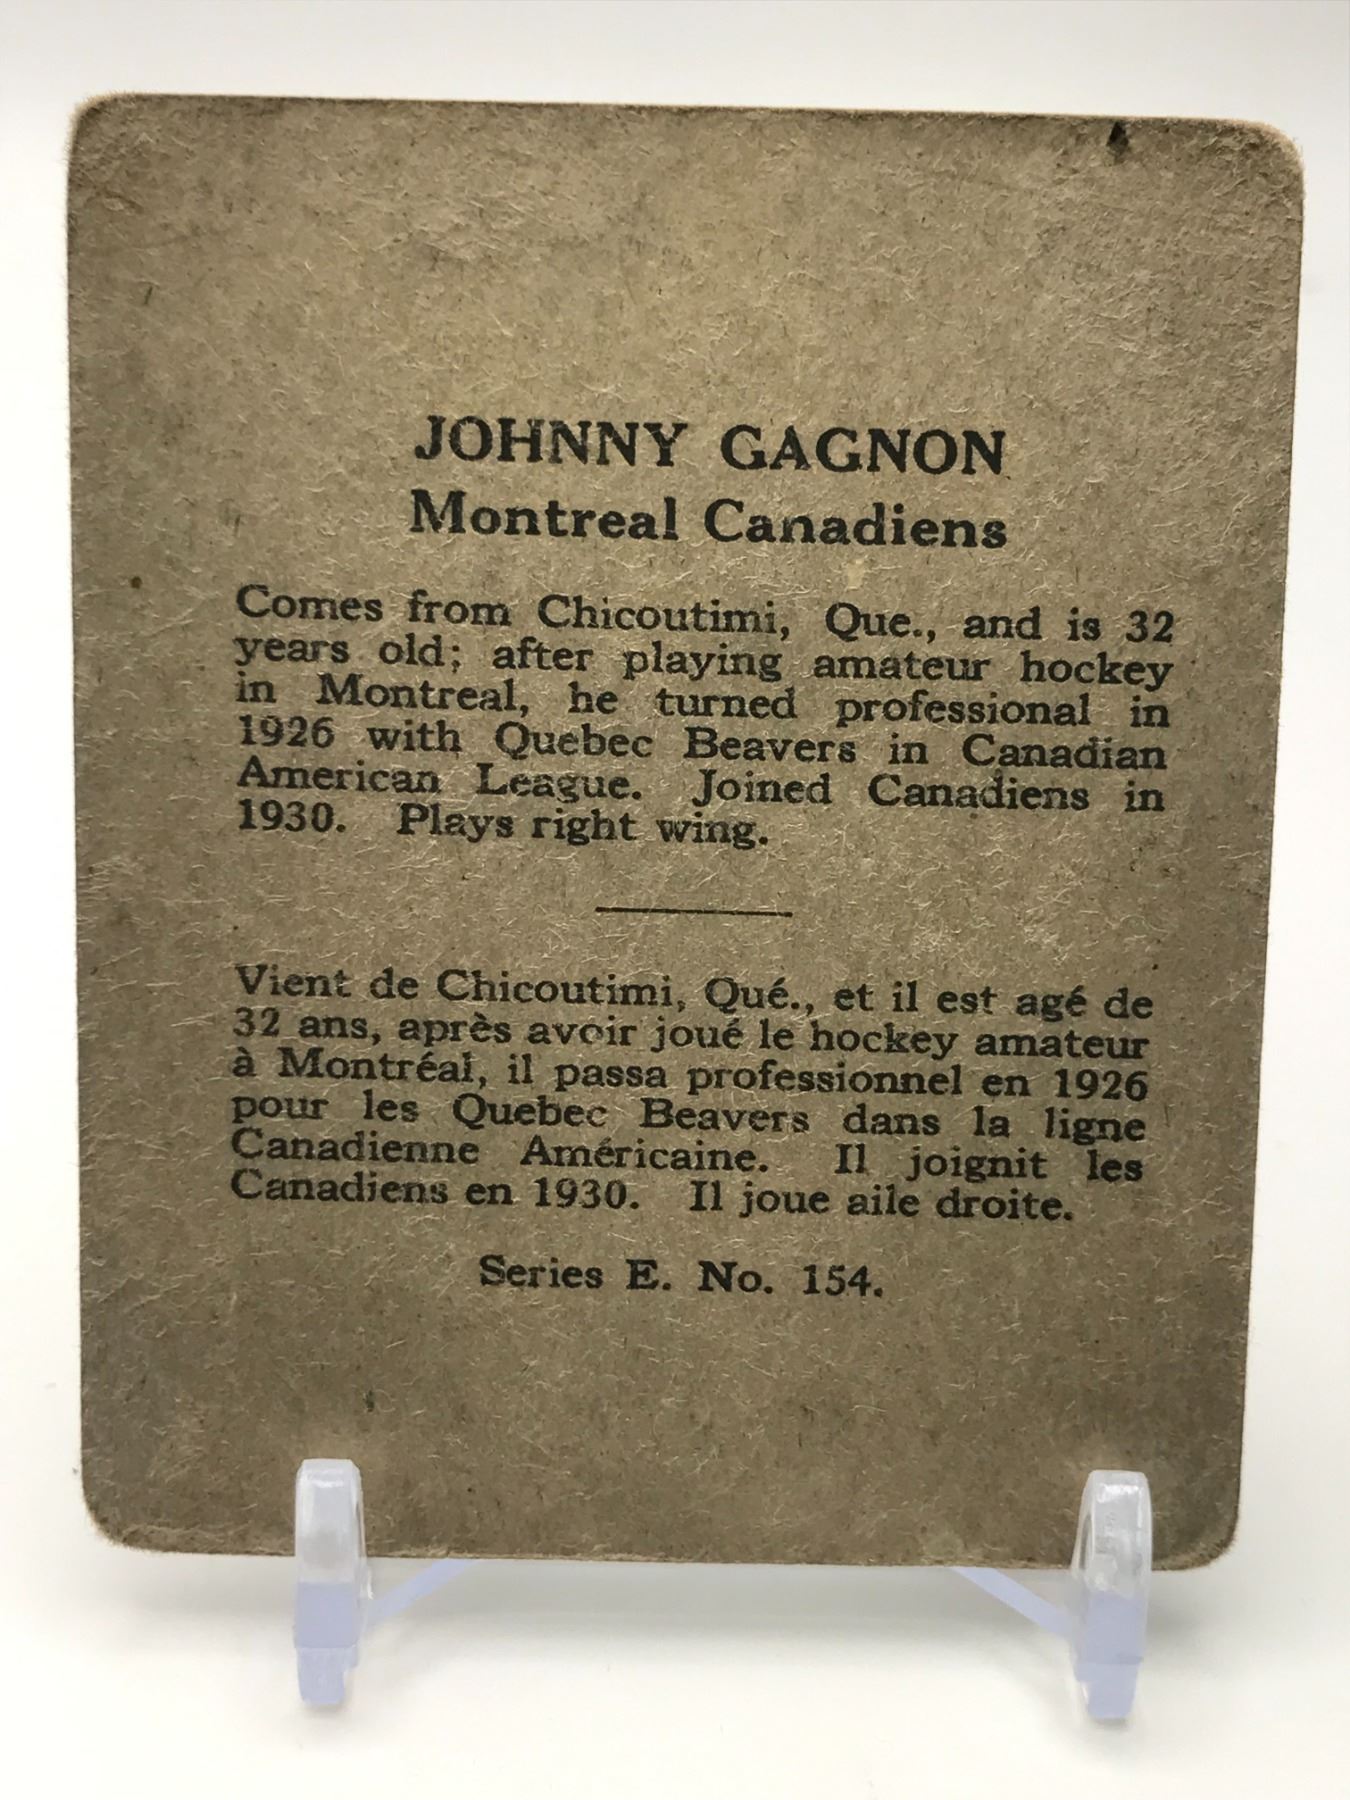 JOHNNY GAGNON
Montreal Canadiens
Comes from Chicoutimi, Que., and is 32
years old; after playing amateur hockey
in Montreal, he turned professional in
1926 with Quebec Beavers in Canadian
American League. Joined Canadiens in
1930. Plays right wing.
Vient de Chicoutimi, Qué., et il est agé de
32 ans, après avoir joué le hockey amateur
à Montréal, il passa professionnel en 1926
pour les Quebec Beavers dans la ligne
Canadienne Américaine. Il joignit les
Canadiens en 1930. Il joue aile droite.
Series E. No. 154.